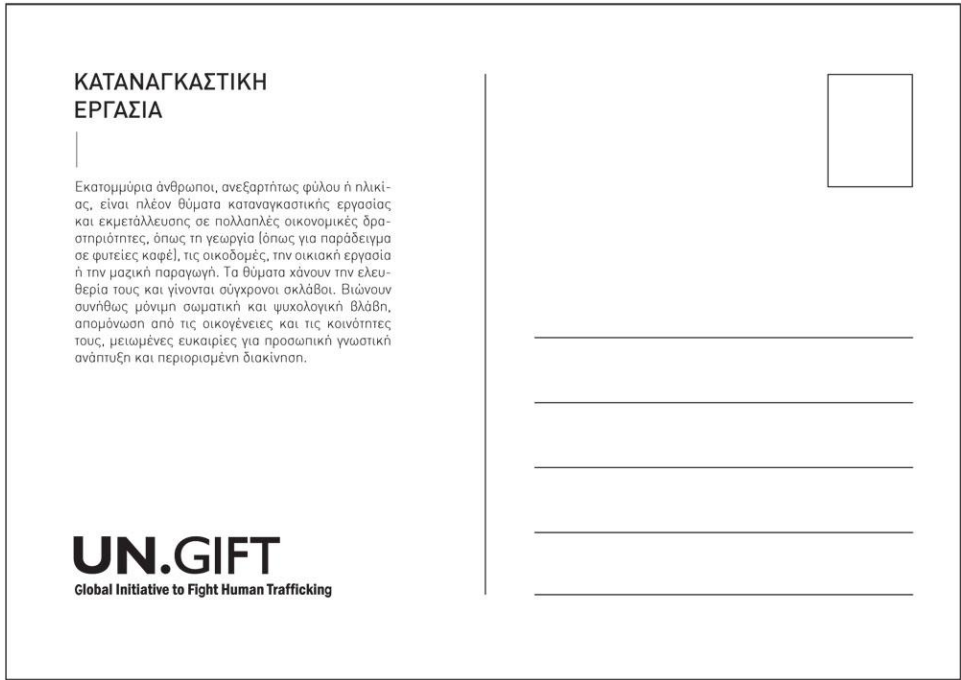 ΚΑΤΑΝΑΓΚΑΣΤΙΚΗ
ΕΡΓΑΣΙΑ
Εκατομμύρια άνθρωποι, ανεξαρτήτως φύλου ή ηλικί-
ας, είναι πλέον θύματα καταναγκαστικής εργασίας
και εκμετάλλευσης σε πολλαπλές οικονομικές δρα-
στηριότητες, όπως τη γεωργία (όπως για παράδειγμα
σε φυτείες καφέ), τις οικοδομές, την οικιακή εργασία
ή την μαζική παραγωγή. Τα θύματα χάνουν την ελευ-
θερία τους και γίνονται σύγχρονοι σκλάβοι. Βιώνουν
συνήθως μόνιμη σωματική και ψυχολογική βλάβη,
απομόνωση από τις οικογένειες και τις κοινότητες
τους, μειωμένες ευκαιρίες για προσωπική γνωστική
ανάπτυξη και περιορισμένη διακίνηση.
UN.GIFT
Global Initiative to Fight Human Trafficking